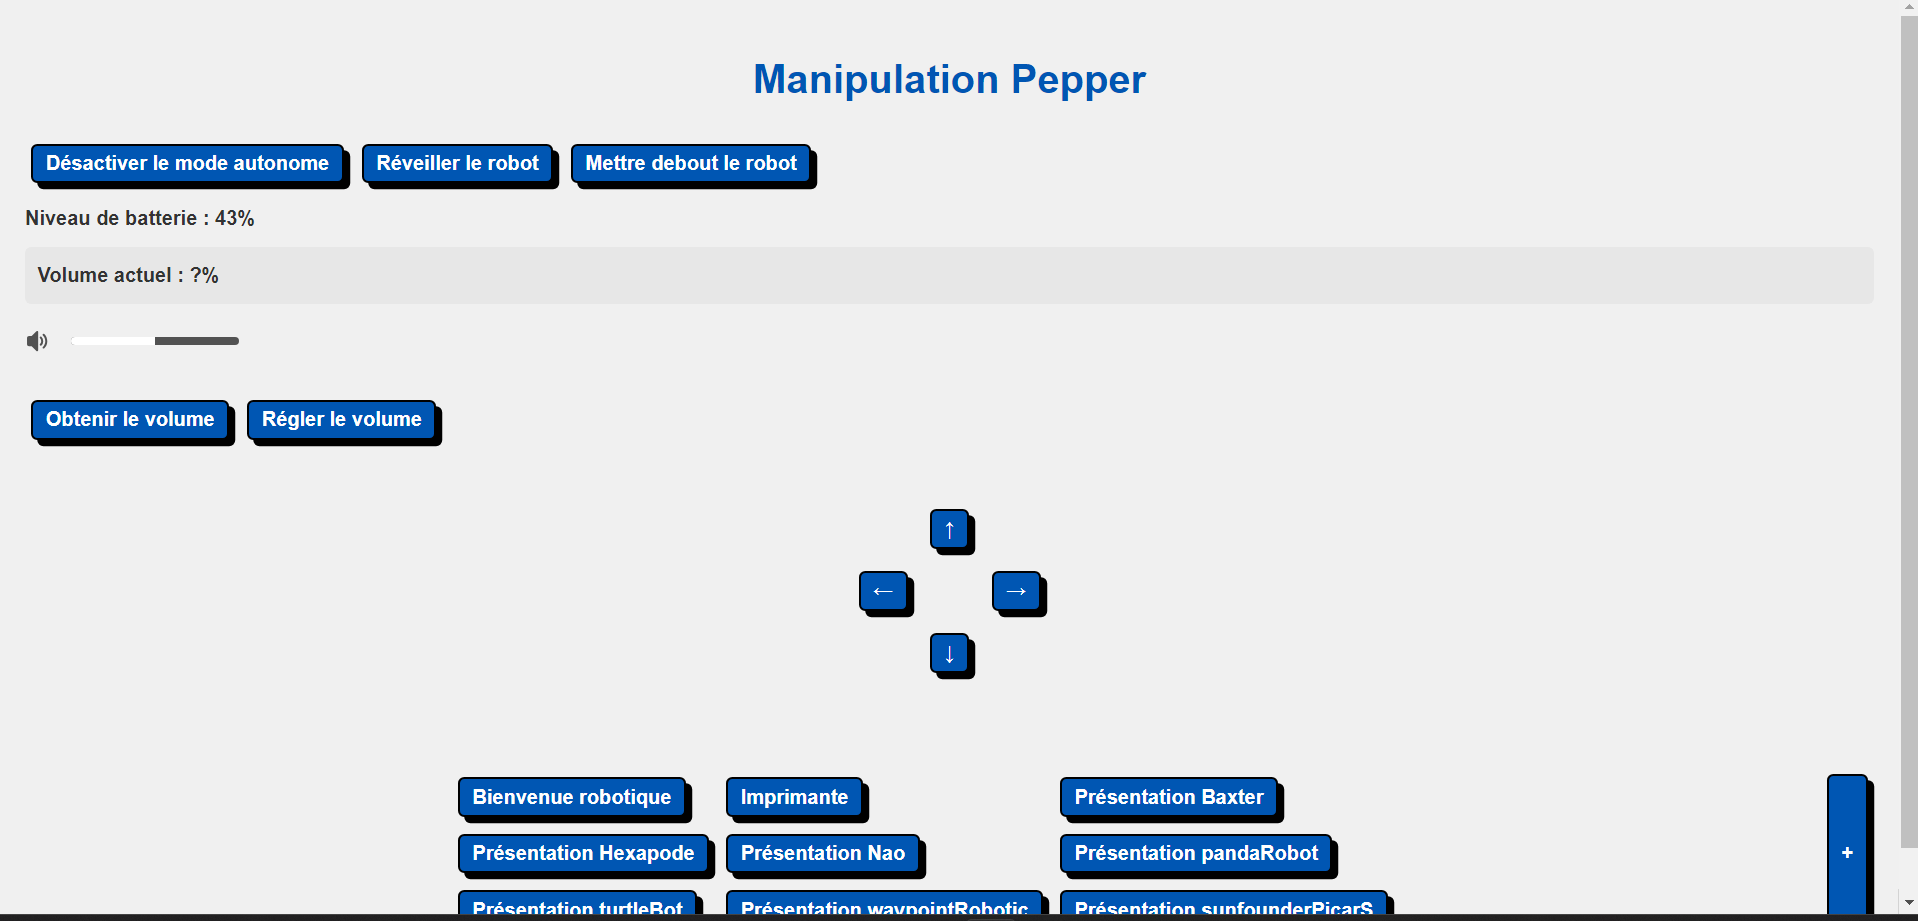 Manipulation Pepper
Désactiver le mode autonome Réveiller le robot Mettre debout le robot
Niveau de batterie : 43%
Volume actuel : ?%
Obtenir le volume Régler le volume
↑
← →
↓
Bienvenue robotique Imprimante Présentation Baxter
Présentation Hexapode Présentation Nao Présentation pandaRobot +
Présentation turtleBot Présentation waypointRobotic Présentation sunfounderPicarS